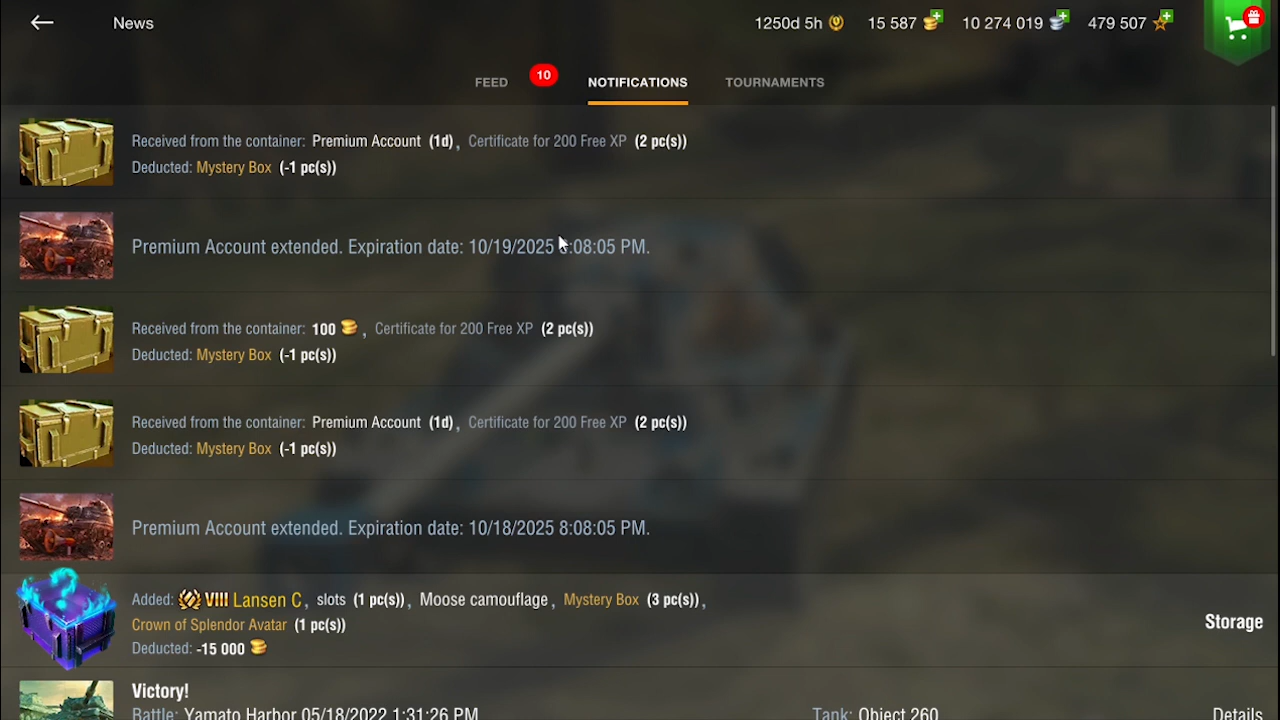 News
1250d 5h
15 587
10 274 019
479 507
FEED
10
NOTIFICATIONS
TOURNAMENTS
Received from the container: Premium Account (1d), Certificate for 200 Free XP (2 pc(s))
Deducted: Mystery Box (-1 pc(s))
Premium Account extended. Expiration date: 10/19/2025 :08:05 PM.
Received from the container: 100 , Certificate for 200 Free XP (2 pc(s))
Deducted: Mystery Box (-1 pc(s))
Received from the container: Premium Account (1d), Certificate for 200 Free XP (2 pc(s))
Deducted: Mystery Box (-1 pc(s))
Premium Account extended. Expiration date: 10/18/2025 8:08:05 PM.
Added: VIII Lansen C, slots (1 pc(s)), Moose camouflage, Mystery Box (3 pc(s)),
Crown of Splendor Avatar (1 pc(s))
Deducted: -15 000
Storage
Victory!
Battle: Yamato Harbor 05/18/2022 1:31:26 PM
Tank: Object 260
Details